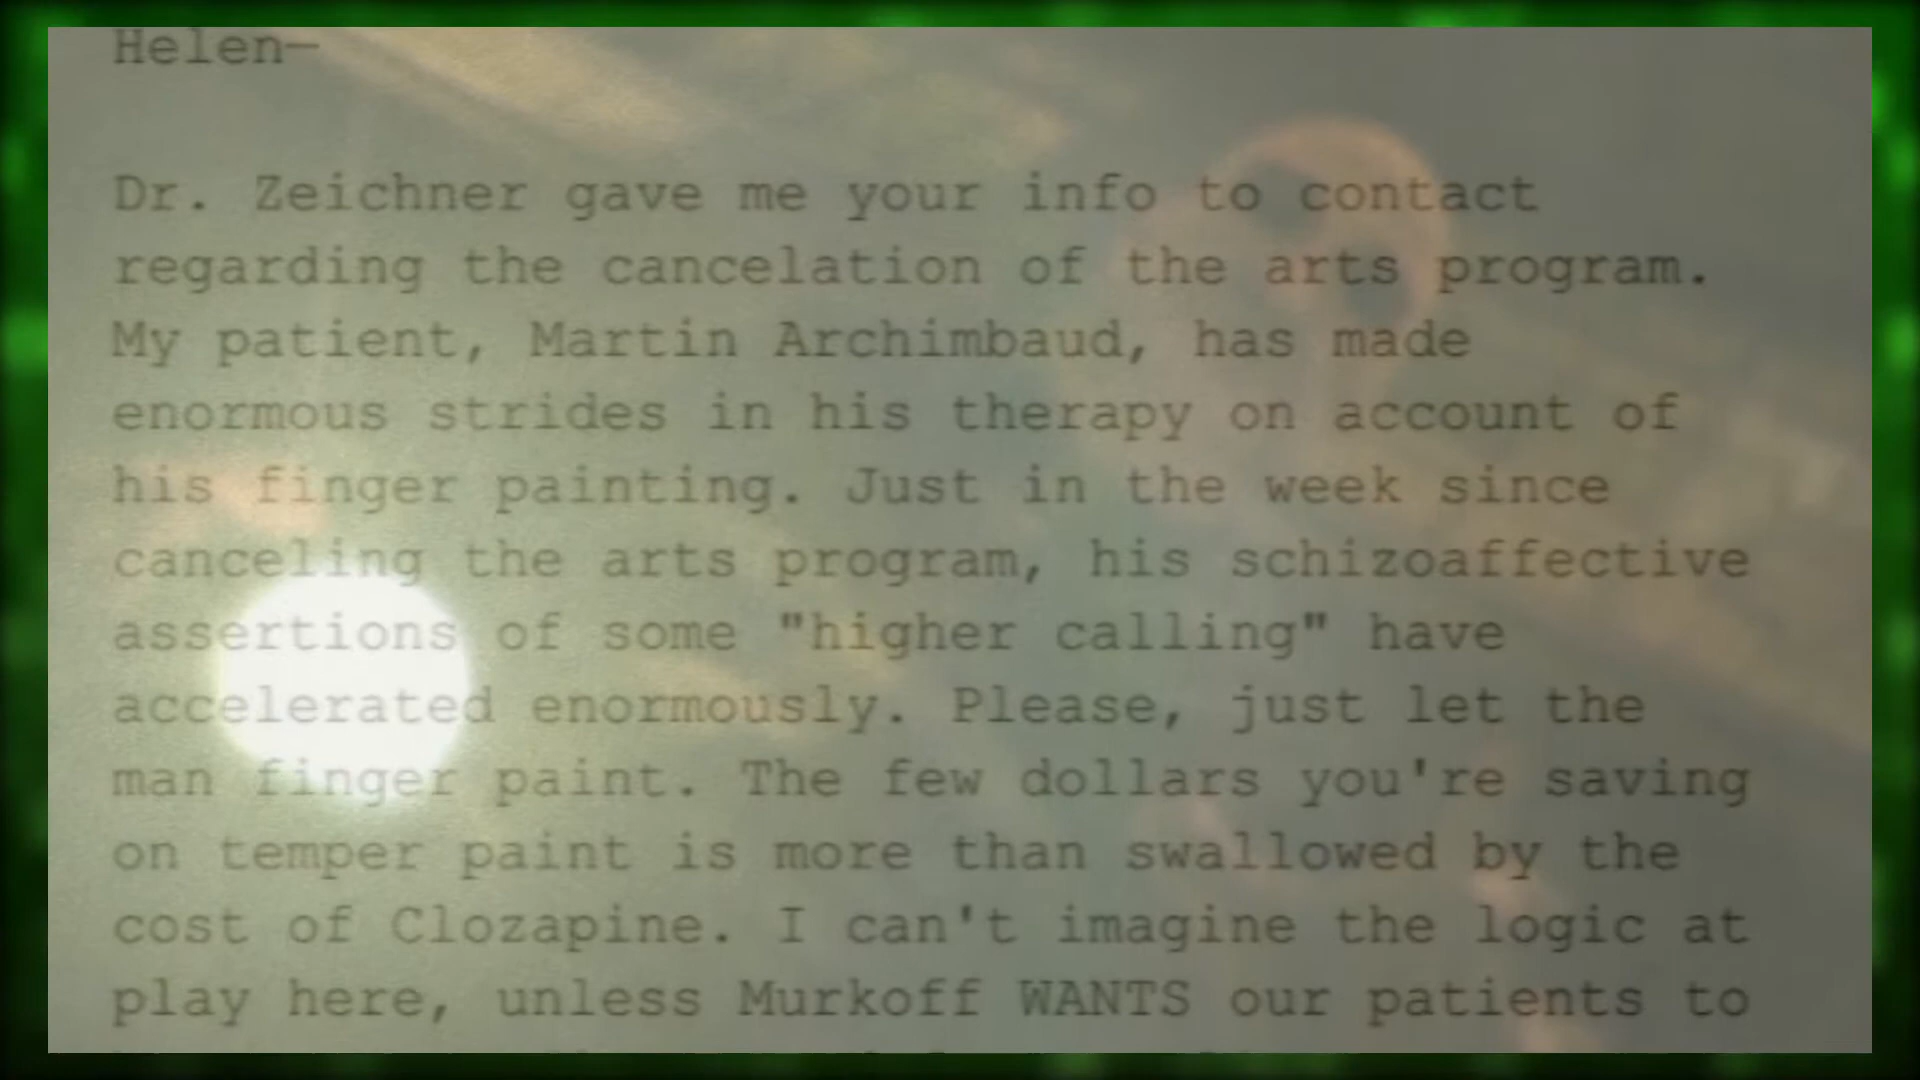 Helen—
Dr. Zeichner gave me your info to contact
regarding the cancelation of the arts program.
My patient, Martin Archimbaud, has made
enormous strides in his therapy on account of
his finger painting. Just in the week since
canceling the arts program, his schizoaffective
assertions of some "higher calling" have
accelerated enormously. Please, just let the
man finger paint. The few dollars you're saving
on temper paint is more than swallowed by the
cost of Clozapine. I can't imagine the logic at
play here, unless Murkoff WANTS our patients to